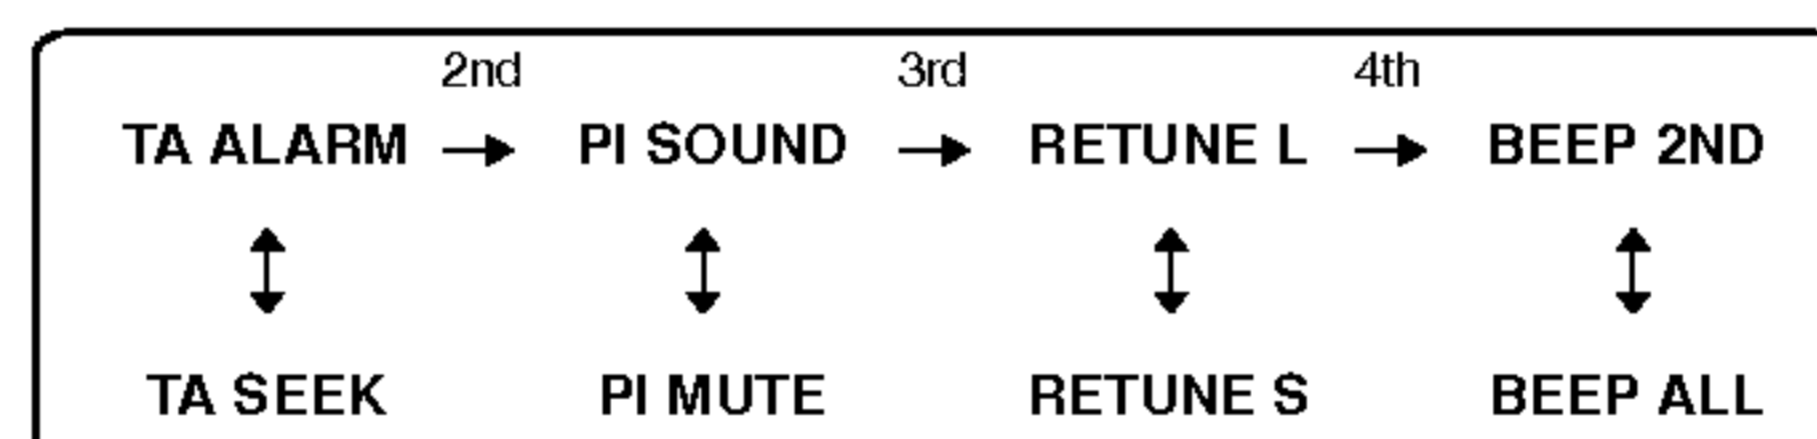 2nd 3rd 4th
TA ALARM → PI SOUND → RETUNE L → BEEP 2ND
TA SEEK PI MUTE RETUNE S BEEP ALL